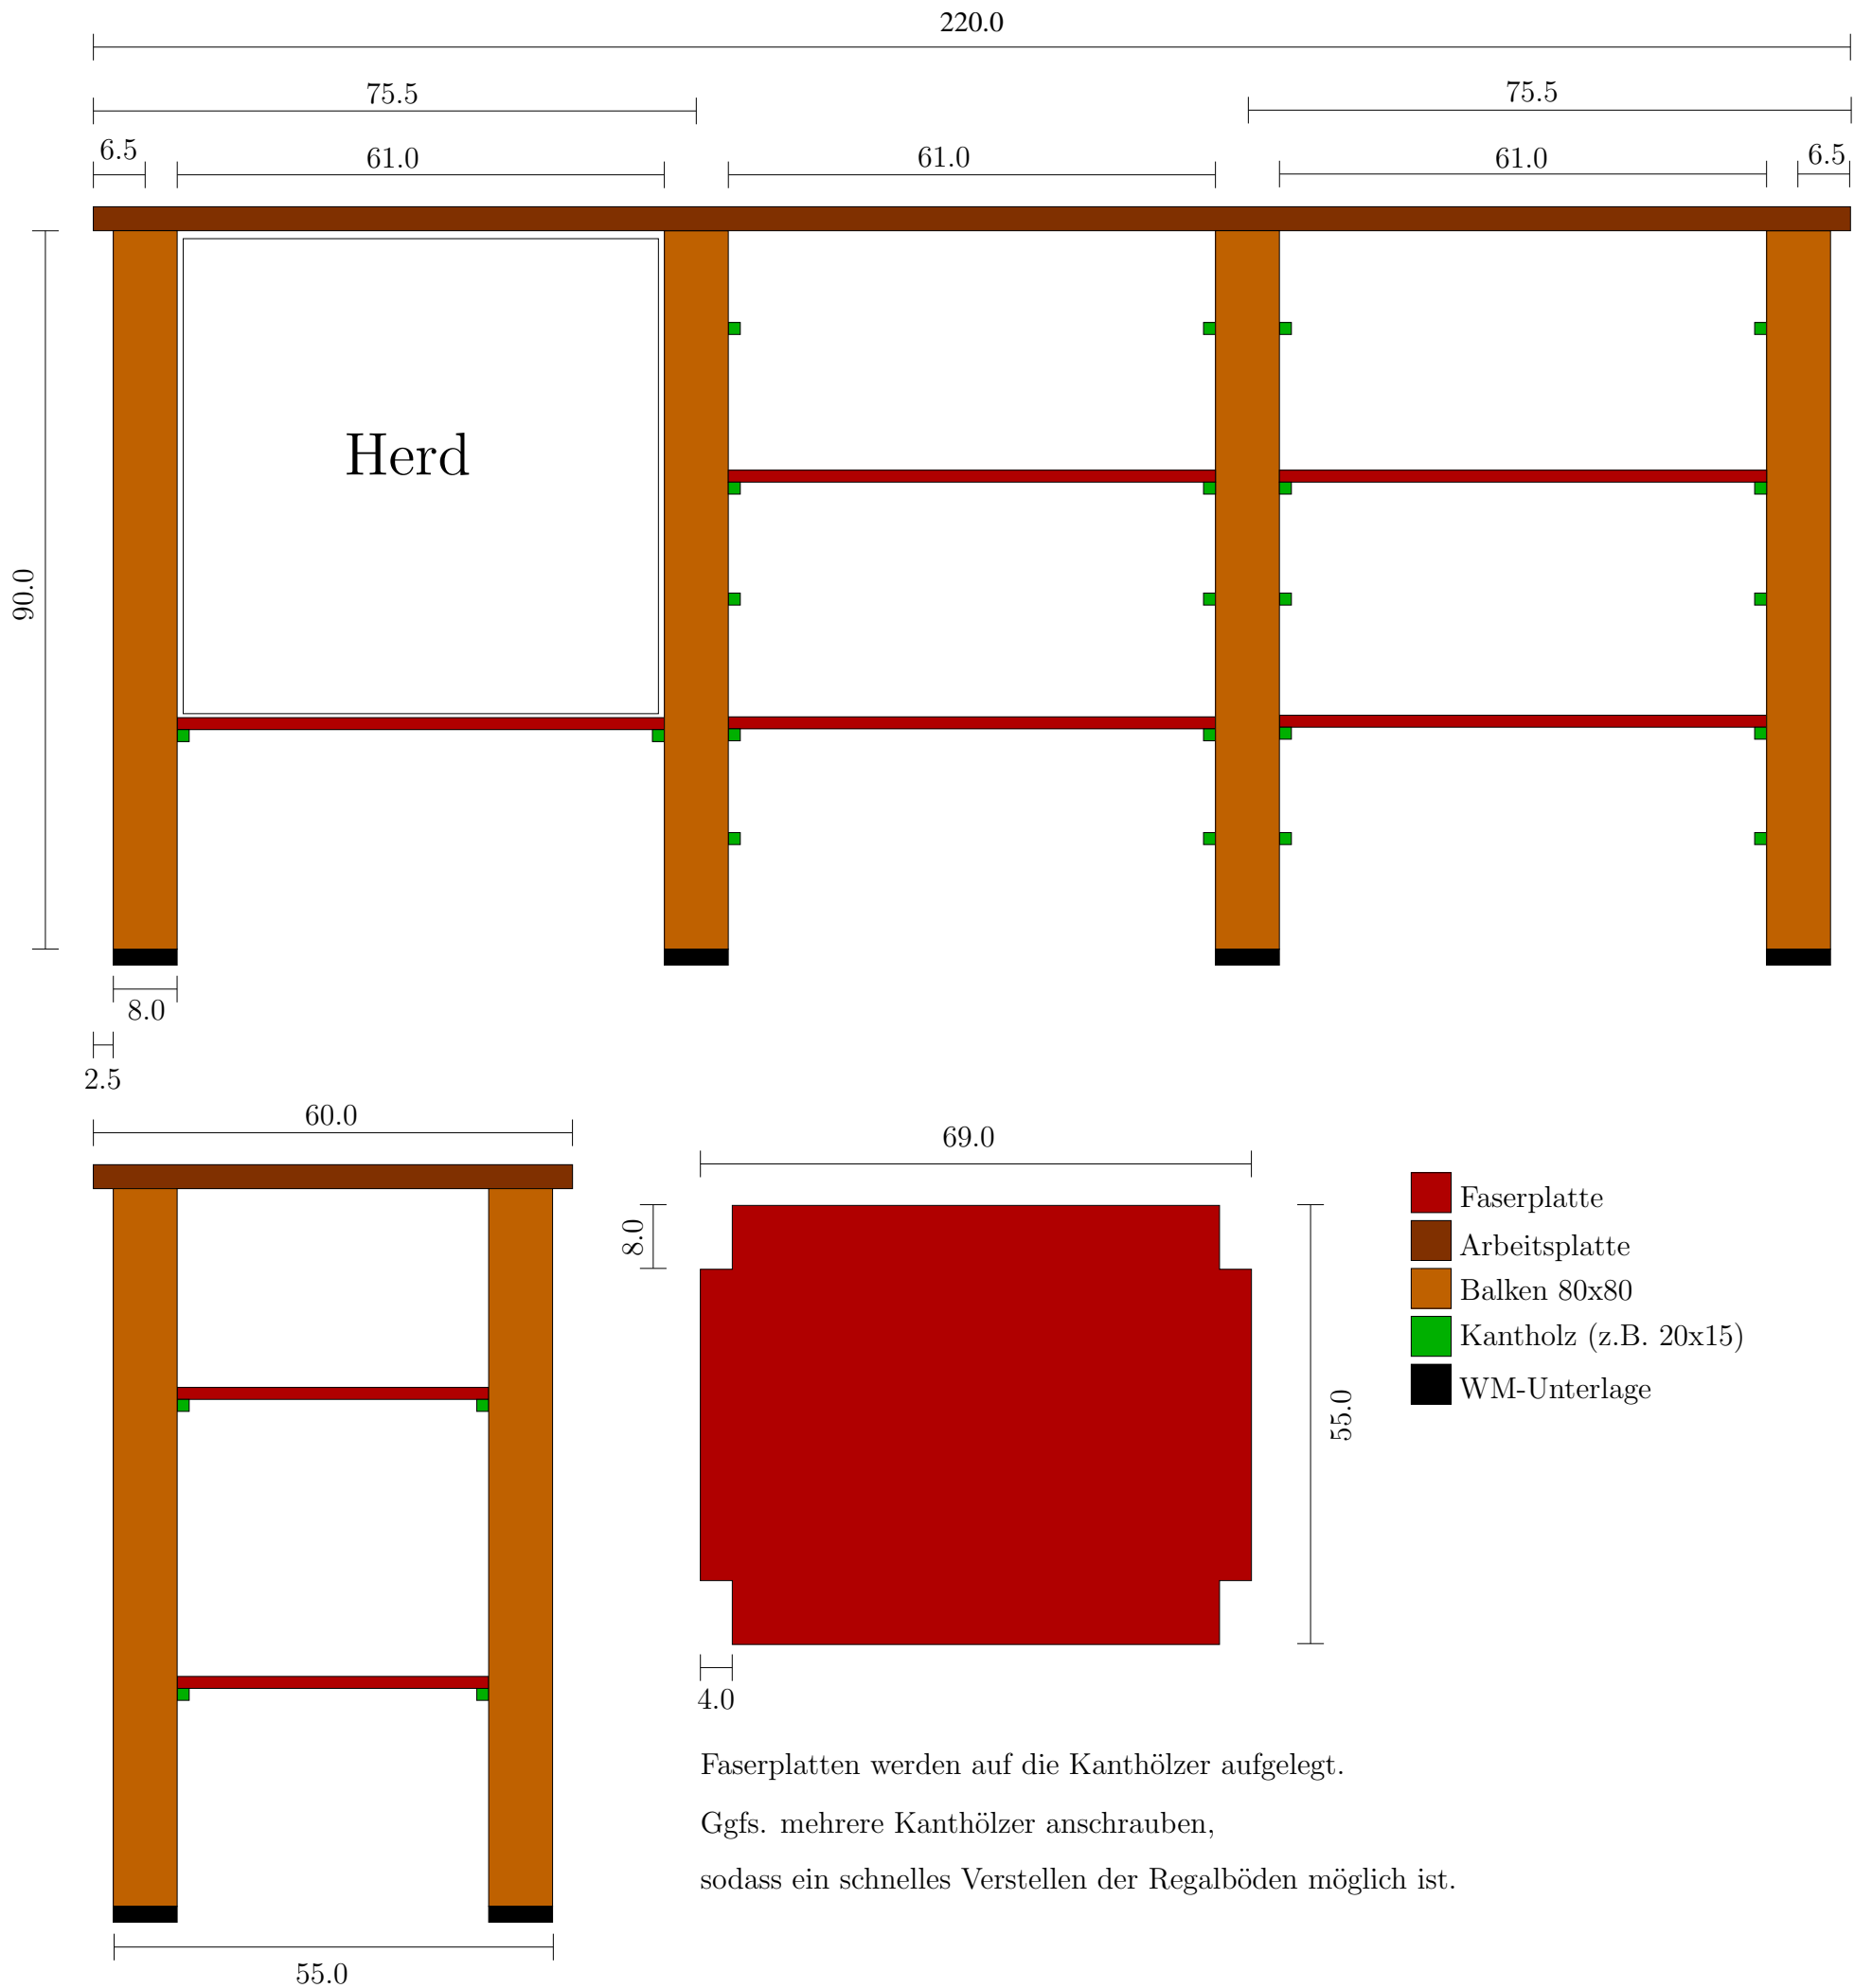 220.0
75.5
75.5
6.5
61.0
61.0
61.0
6.5
90.0
Herd
8.0
2.5
60.0
69.0
8.0
55.0
4.0
55.0
Faserplatte
Arbeitsplatte
Balken 80x80
Kantholz (z.B. 20x15)
WM-Unterlage
Faserplatten werden auf die Kanthölzer aufgelegt.
Ggfs. mehrere Kanthölzer anschrauben,
sodass ein schnelles Verstellen der Regalböden möglich ist.